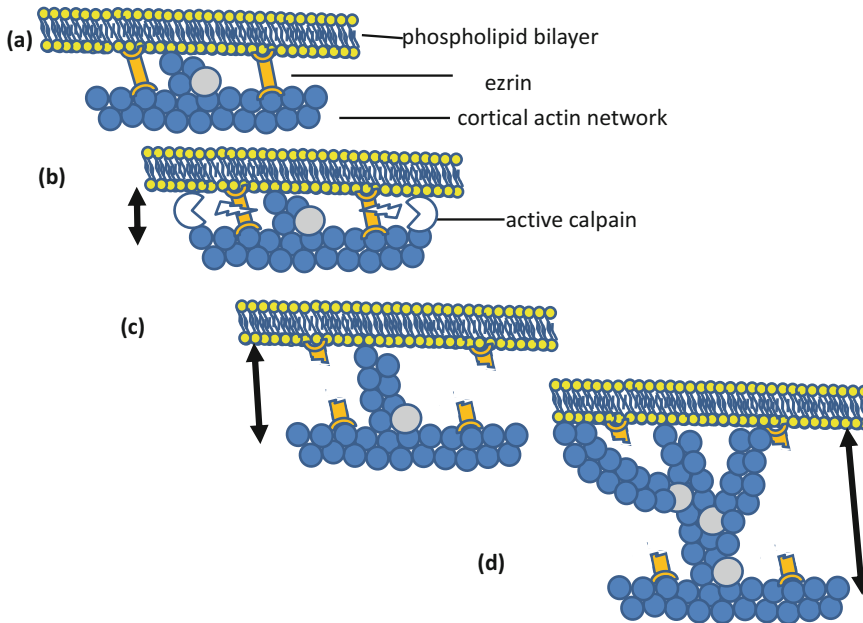 (a)
phospholipid bilayer
ezrin
cortical actin network
(b)
active calpain
(c)
(d)